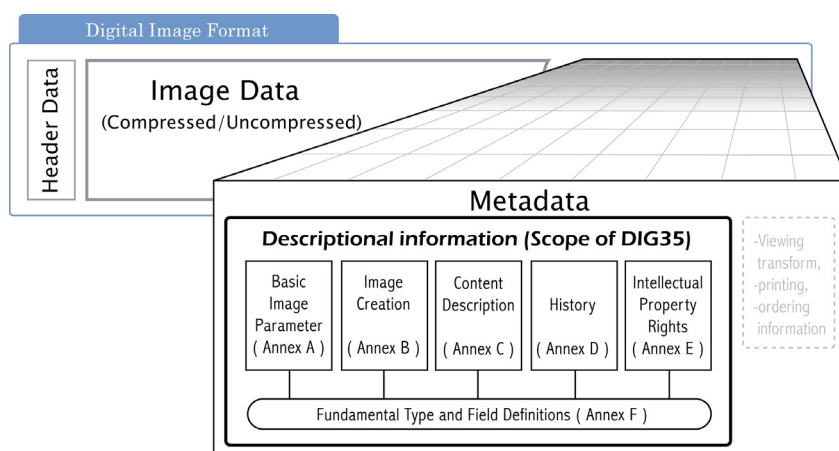 Digital Image Format
Header Data
Image Data
(Compressed/Uncompressed)
Metadata
Descriptional information (Scope of DIG35)
Basic
Image
Parameter
( Annex A )
Image
Creation
( Annex B )
Content
Description
( Annex C )
History
( Annex D )
Intellectual
Property
Rights
( Annex E )
Fundamental Type and Field Definitions ( Annex F )
-Viewing
transform,
-printing,
-ordering
information